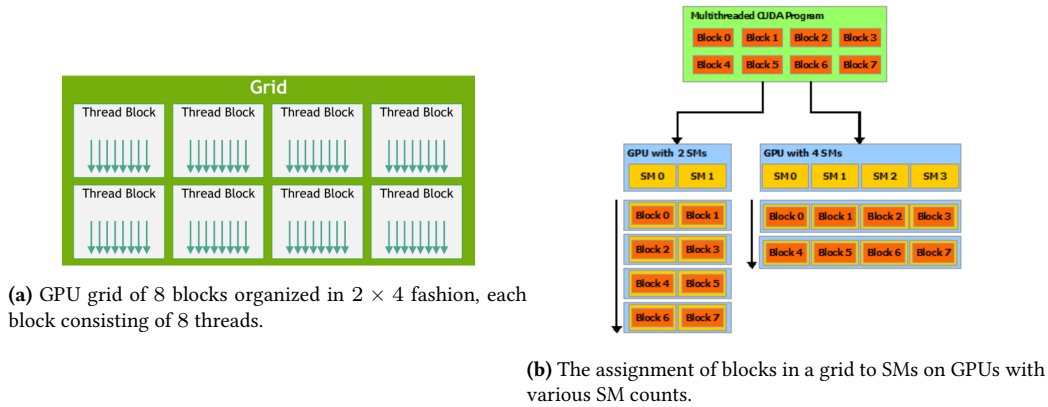 Grid
Thread Block Thread Block Thread Block Thread Block
Thread Block Thread Block Thread Block Thread Block
(a) GPU grid of 8 blocks organized in 2 × 4 fashion, each
block consisting of 8 threads.
Multithreaded CUDA Program
Block 0 Block 1 Block 2 Block 3
Block 4 Block 5 Block 6 Block 7
GPU with 2 SMs
SM 0 SM 1
Block 0 Block 1
Block 2 Block 3
Block 4 Block 5
Block 6 Block 7
GPU with 4 SMs
SM 0 SM 1 SM 2 SM 3
Block 0 Block 1 Block 2 Block 3
Block 4 Block 5 Block 6 Block 7
(b) The assignment of blocks in a grid to SMs on GPUs with
various SM counts.